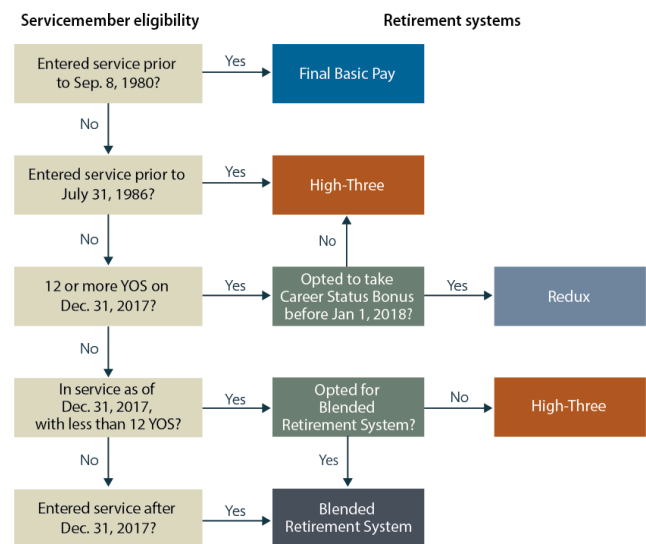 Servicemember eligibility
Retirement systems
Entered service prior
to Sep. 8, 1980?
Yes
Final Basic Pay
No
Entered service prior to
July 31, 1986?
Yes
High-Three
No
No
12 or more YOS on
Dec. 31, 2017?
Yes
Opted to take
Career Status Bonus
before Jan 1, 2018?
Yes
Redux
No
In service as of
Dec. 31, 2017,
with less than 12 YOS?
Yes
Opted for
Blended
Retirement System?
No
High-Three
No
Yes
Entered service after
Dec. 31, 2017?
Yes
Blended
Retirement System